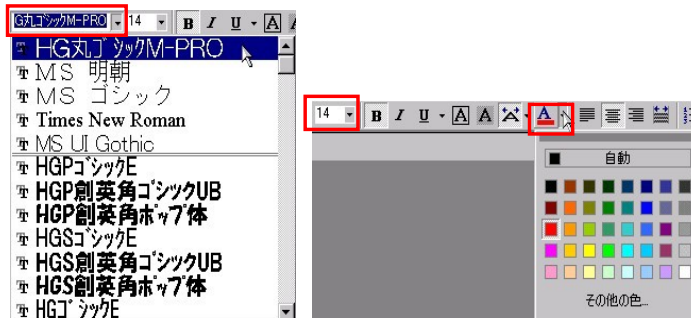 G丸ゴシックM-PRO 14 B I U A
HG丸ゴシックM-PRO
MS 明朝
MS ゴシック
Times New Roman
MS UI Gothic
HGPゴシックE
HGP創英角ゴシックUB
HGP創英角ポップ体
HGSゴシックE
HGS創英角ゴシックUB
HGS創英角ポップ体
HGゴシックE
14 B I U A A A
自動
その他の色...